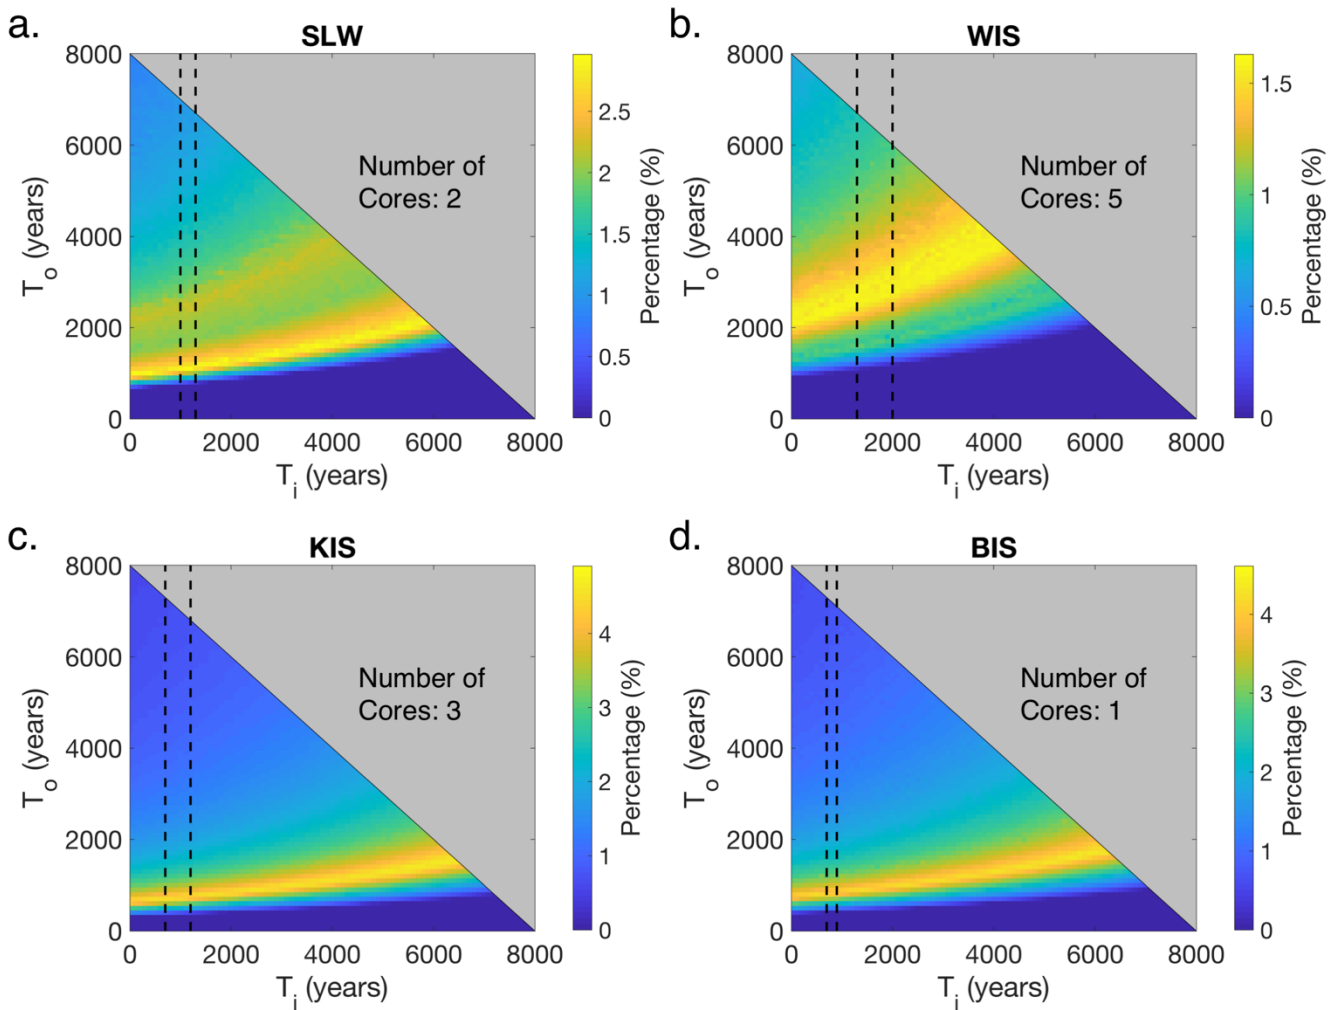 a.
SLW
8000
6000
4000
2000
0
0 2000 4000 6000 8000
T_o (years)
T_i (years)
Number of
Cores: 2
2.5
2
1.5
1
0.5
0
Percentage (%)
b.
WIS
8000
6000
4000
2000
0
0 2000 4000 6000 8000
T_o (years)
T_i (years)
Number of
Cores: 5
1.5
1
0.5
0
Percentage (%)
c.
KIS
8000
6000
4000
2000
0
0 2000 4000 6000 8000
T_o (years)
T_i (years)
Number of
Cores: 3
4
3
2
1
0
Percentage (%)
d.
BIS
8000
6000
4000
2000
0
0 2000 4000 6000 8000
T_o (years)
T_i (years)
Number of
Cores: 1
4
3
2
1
0
Percentage (%)